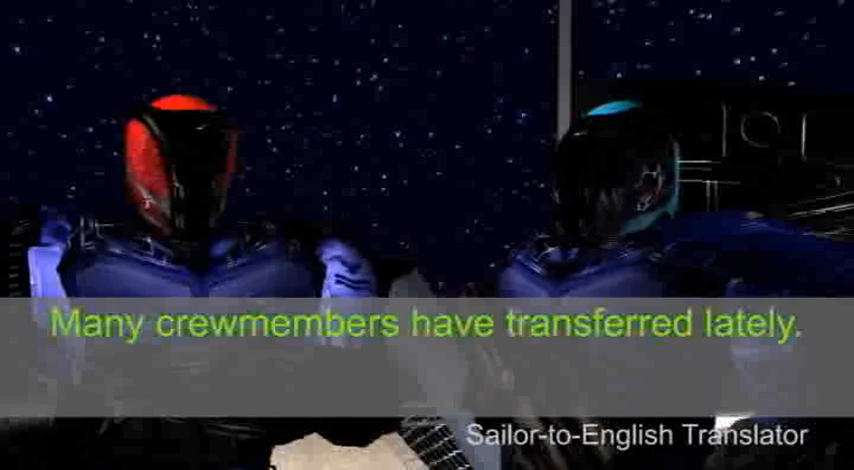 Many crewmembers have transferred lately.
Sailor-to-English Translator